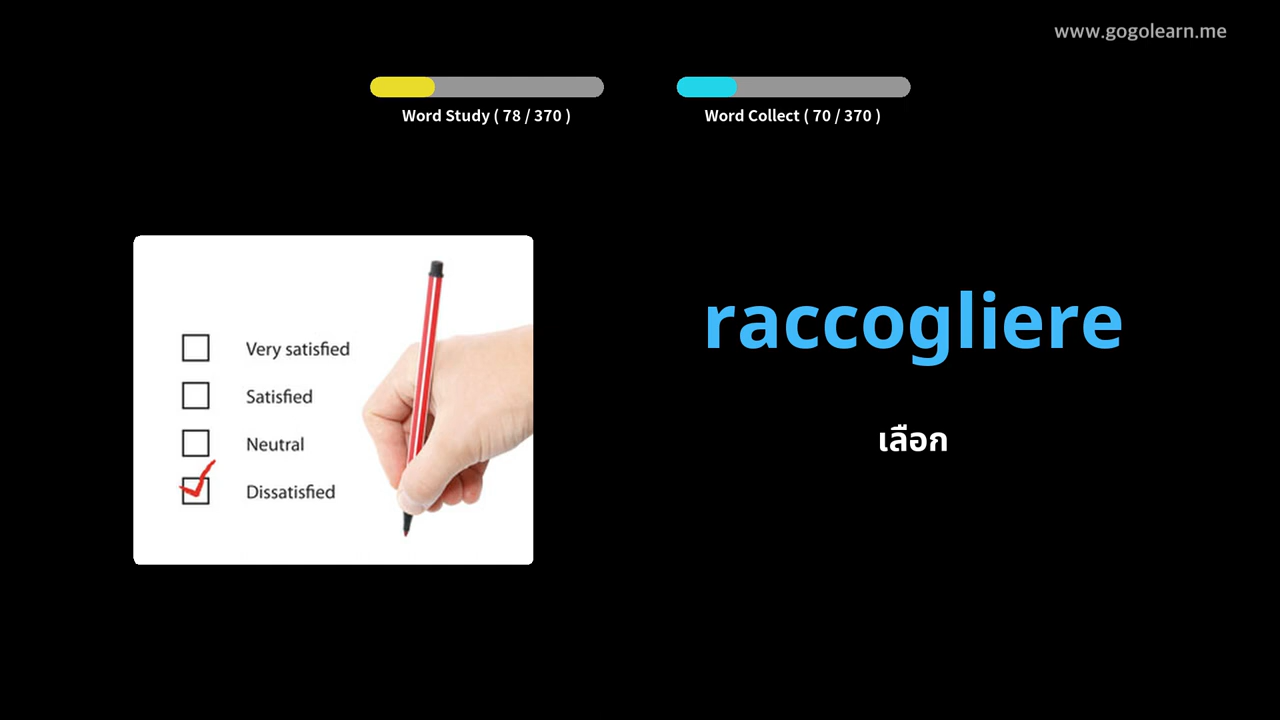 www.gogolearn.me
Word Study ( 78 / 370 )
Word Collect ( 70 / 370 )
Very satisfied
Satisfied
Neutral
Dissatisfied
raccogliere
เลือก